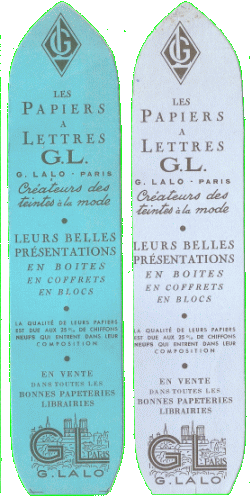 GL
LES
PAPIERS
A
LETTRES
G.L.
G. LALO - PARIS
Créateurs des
teintes à la mode
LEURS BELLES
PRÉSENTATIONS
EN BOITES
EN COFFRETS
EN BLOCS
LA QUALITÉ DE LEURS PAPIERS
EST DUE AUX 25% DE CHIFFONS
NEUFS QUI ENTRENT DANS LEUR
COMPOSITION
EN VENTE
DANS TOUTES LES
BONNES PAPETERIES
LIBRAIRIES
GL
PARIS
G. LALO
GL
LES
PAPIERS
A
LETTRES
G.L.
G. LALO - PARIS
Créateurs des
teintes à la mode
LEURS BELLES
PRÉSENTATIONS
EN BOITES
EN COFFRETS
EN BLOCS
LA QUALITÉ DE LEURS PAPIERS
EST DUE AUX 25% DE CHIFFONS
NEUFS QUI ENTRENT DANS LEUR
COMPOSITION
EN VENTE
DANS TOUTES LES
BONNES PAPETERIES
LIBRAIRIES
GL
PARIS
G. LALO